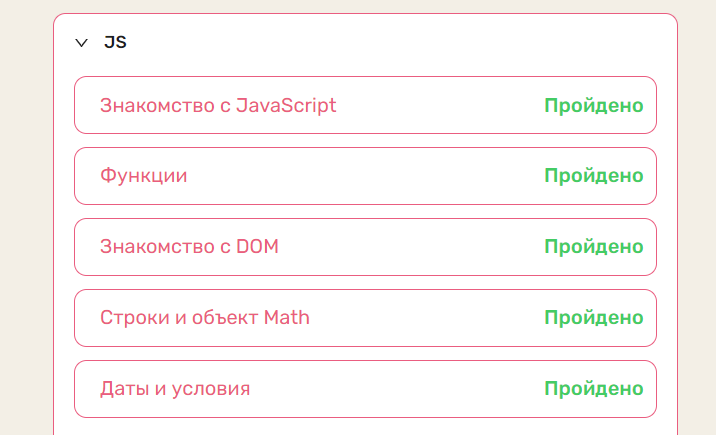 JS
Знакомство с JavaScript Пройдено
Функции Пройдено
Знакомство с DOM Пройдено
Строки и объект Math Пройдено
Даты и условия Пройдено